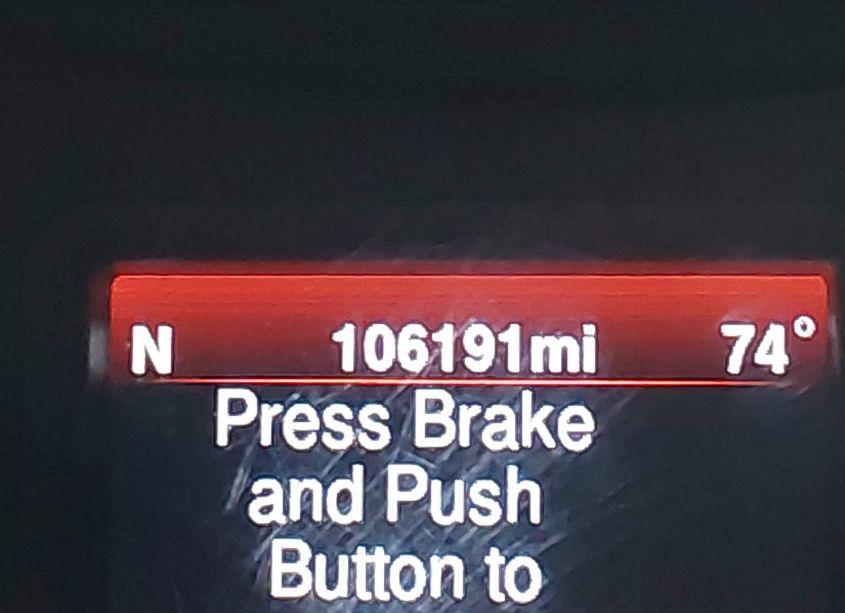 N 106191mi 74°
Press Brake
and Push
Button to